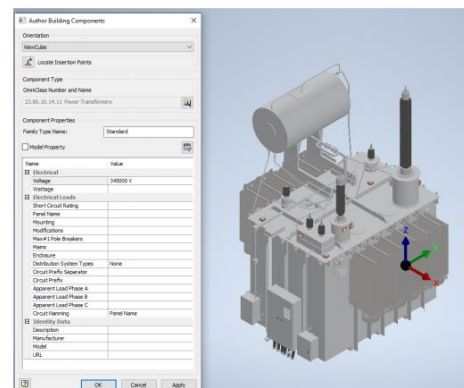 Author Building Components
Orientation
ViewCube
Locate Insertion Points
Component Type
OmniClass Number and Name
23.80.10.14.11 Power Transformers
Component Properties
Family Type Name: Standard
Model Property
Name Value
Electrical
Voltage 345000 V
Wattage
Electrical Loads
Short Circuit Rating
Panel Name
Mounting
Modifications
Max#1 Pole Breakers
Mains
Enclosure
Distribution System Types None
Circuit Prefix Separator
Circuit Prefix
Apparent Load Phase A
Apparent Load Phase B
Apparent Load Phase C
Circuit Naming Panel Name
Identity Data
Description
Manufacturer
Model
URL
OK Cancel Apply
Z
Y
X